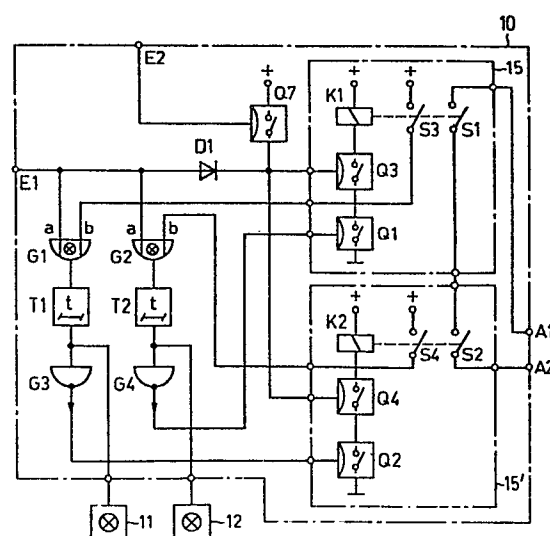 10
E2
15
+
Q7
+
+
K1
S3
S1
D1
E1
Q3
a
b
a
b
G1
G2
Q1
T1
t
T2
t
+
+
K2
S4
S2
A1
A2
G3
G4
Q4
Q2
15'
11
12